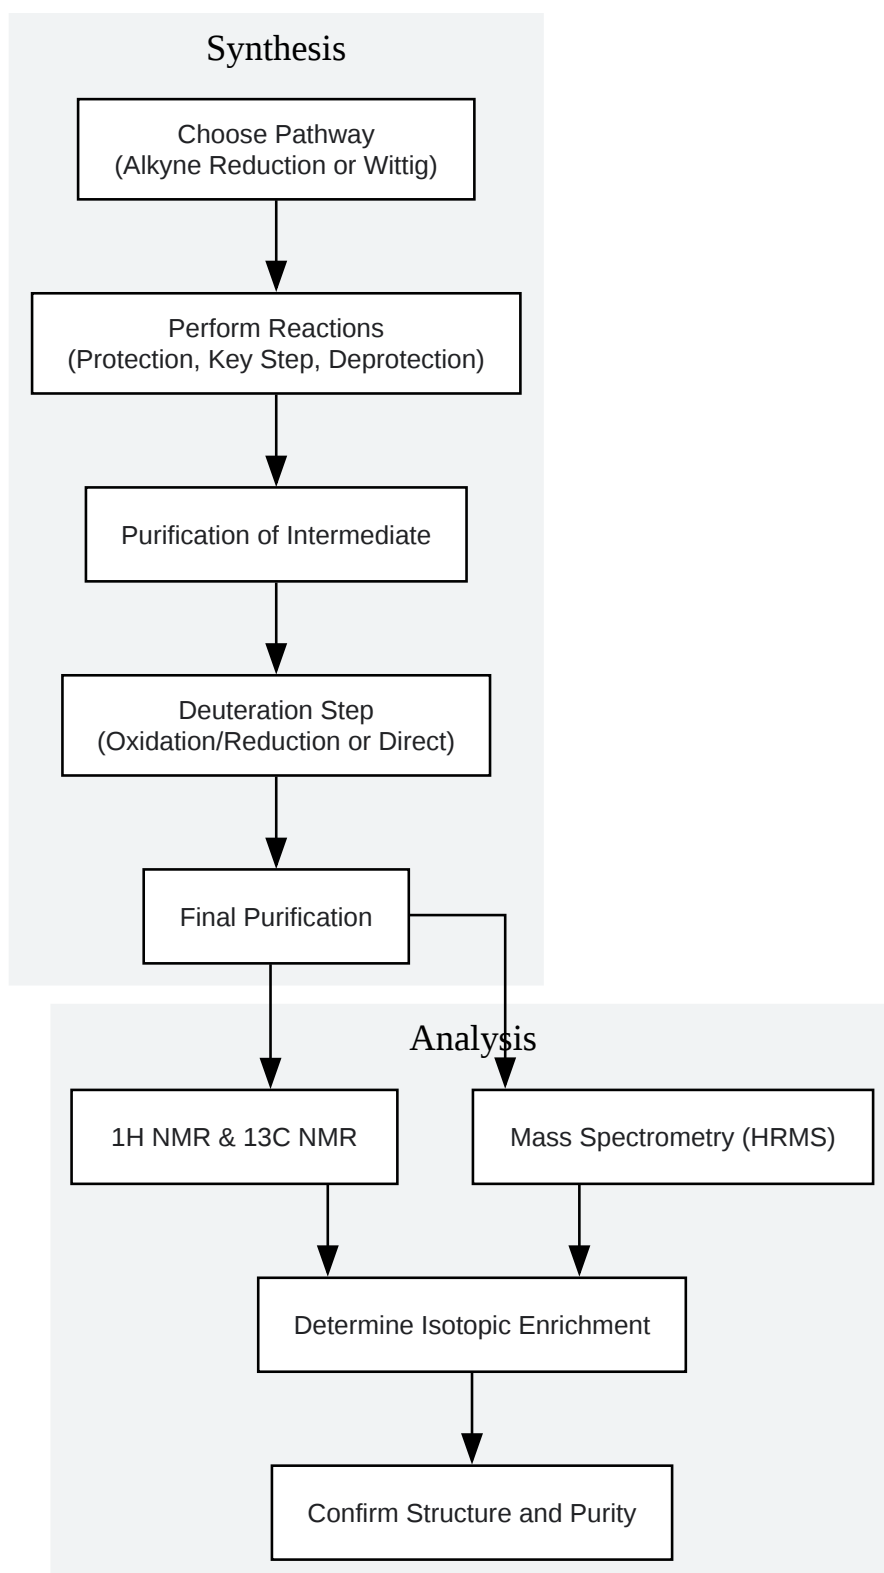 Synthesis
Choose Pathway
(Alkyne Reduction or Wittig)
Perform Reactions
(Protection, Key Step, Deprotection)
Purification of Intermediate
Deuteration Step
(Oxidation/Reduction or Direct)
Final Purification
Analysis
1H NMR & 13C NMR
Mass Spectrometry (HRMS)
Determine Isotopic Enrichment
Confirm Structure and Purity